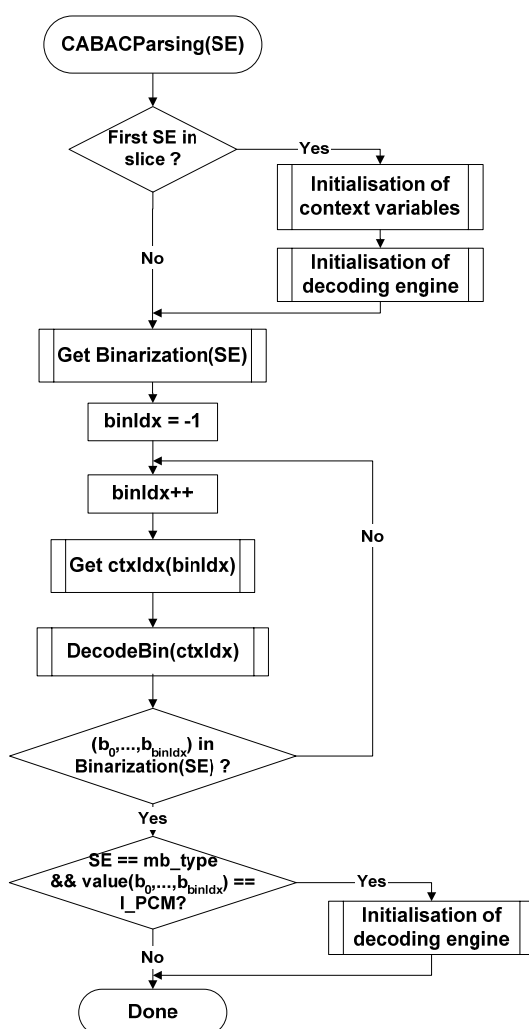 CABACParsing(SE)
First SE in
slice ?
Yes
Initialisation of
context variables
No
Initialisation of
decoding engine
Get Binarization(SE)
binIdx = -1
binIdx++
No
Get ctxIdx(binIdx)
DecodeBin(ctxIdx)
(b0,...,bbinIdx) in
Binarization(SE) ?
Yes
SE == mb_type
&& value(b0,...,bbinIdx) ==
I_PCM?
Yes
Initialisation of
decoding engine
No
Done